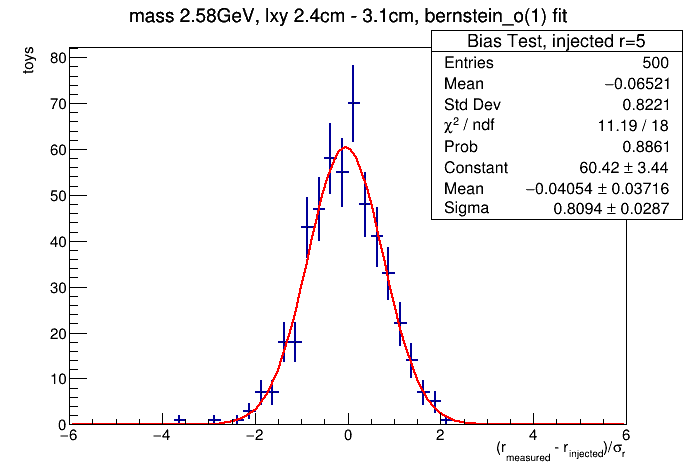 mass 2.58GeV, lxy 2.4cm - 3.1cm, bernstein_o(1) fit
Bias Test, injected r=5
Entries 500
Mean −0.06521
Std Dev 0.8221
χ² / ndf 11.19 / 18
Prob 0.8861
Constant 60.42 ± 3.44
Mean −0.04054 ± 0.03716
Sigma 0.8094 ± 0.0287
toys
80
70
60
50
40
30
20
10
0
−6 −4 −2 0 2 4 6
(r_measured - r_injected)/σ_r